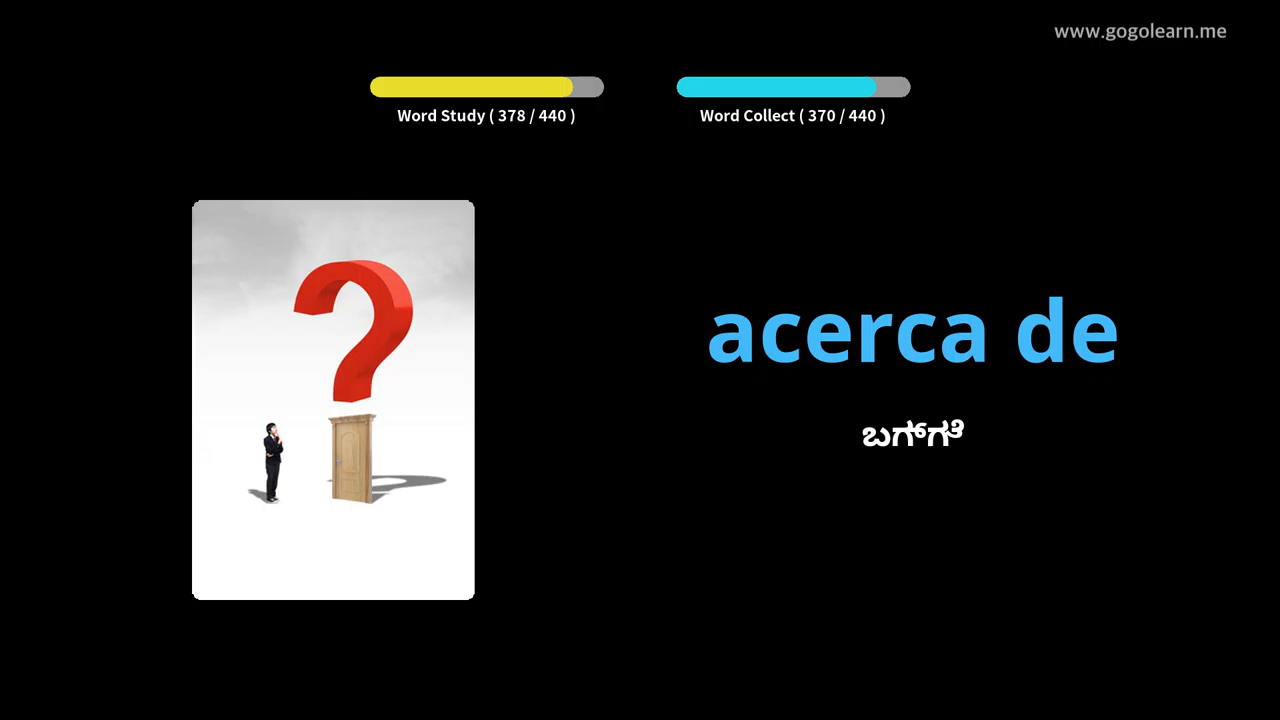 www.gogolearn.me
Word Study ( 378 / 440 )
Word Collect ( 370 / 440 )
acerca de
ಬಗ್ಗೆ